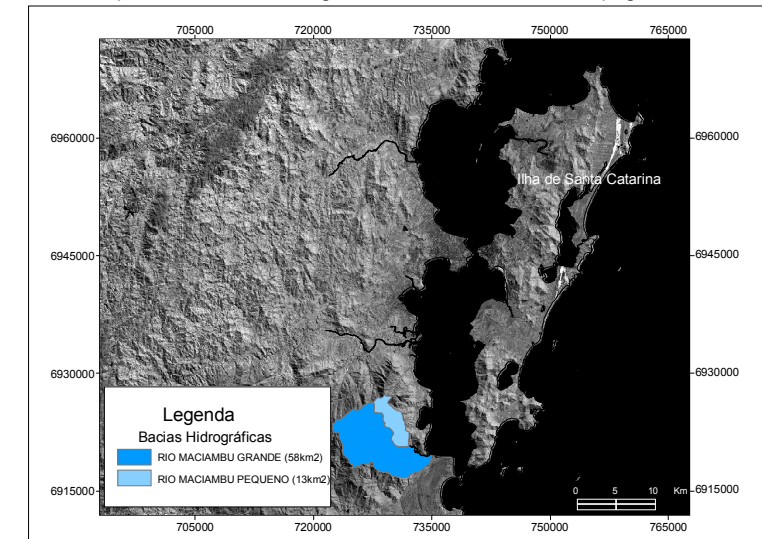 705000 720000 735000 750000 765000
6960000 6960000
Ilha de Santa Catarina
6945000 6945000
6930000 6930000
Legenda
Bacias Hidrográficas
RIO MACIAMBU GRANDE (58km2)
RIO MACIAMBU PEQUENO (13km2)
0 5 10 Km
6915000 6915000
705000 720000 735000 750000 765000